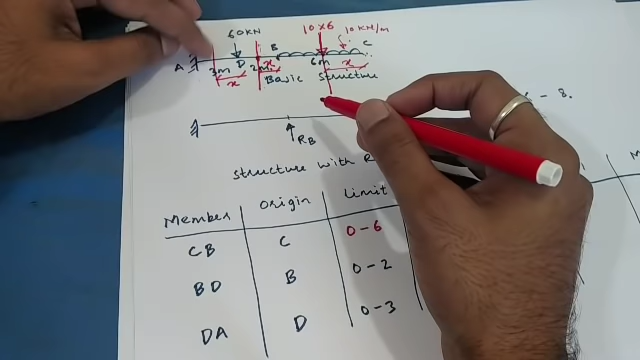 60KN 10×6 10 KN/m
A 3m D 2m B 6m C
x x x
Basic structure
- 8.
RB
structure with R
Member origin Limit
CB C 0-6
BD B 0-2
DA D 0-3